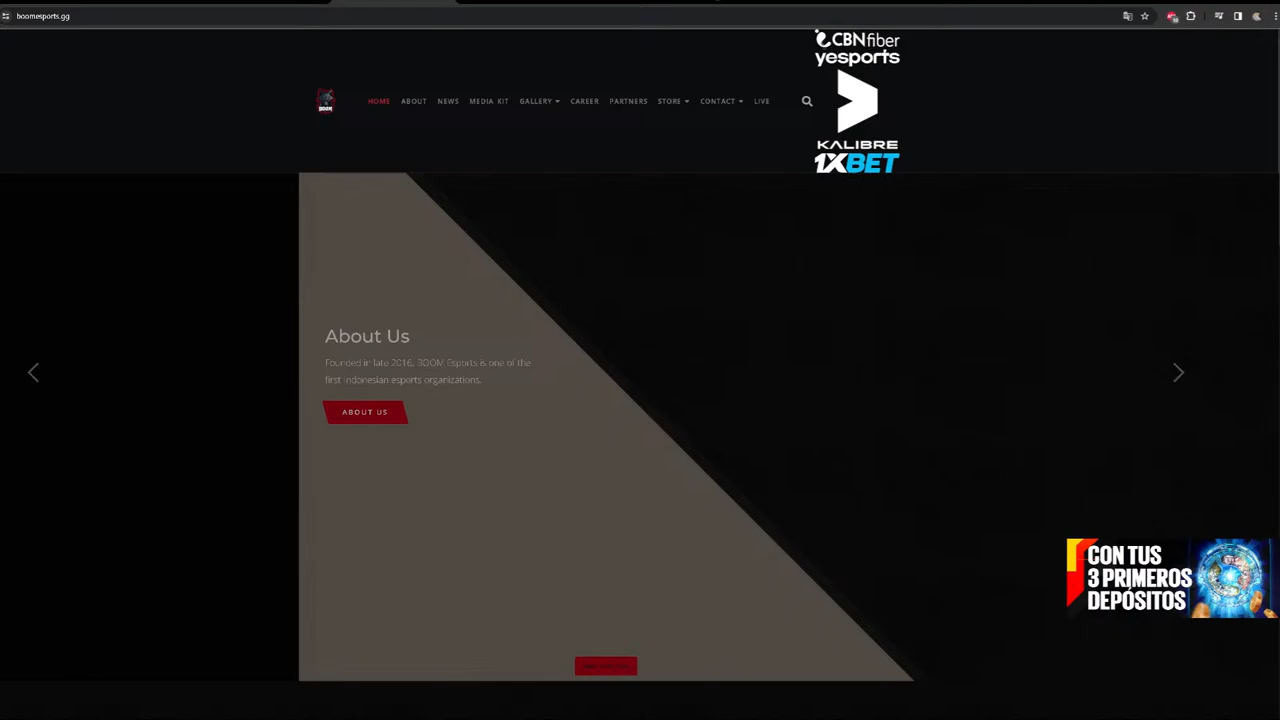 boomesports.gg
CBNfiber
yesports
KALIBRE
1XBET
BOOM
HOME ABOUT NEWS MEDIA KIT GALLERY CAREER PARTNERS STORE CONTACT LIVE
About Us
Founded in late 2016, BOOM Esports is one of the
first Indonesian esports organizations.
ABOUT US
CON TUS
3 PRIMEROS
DEPÓSITOS